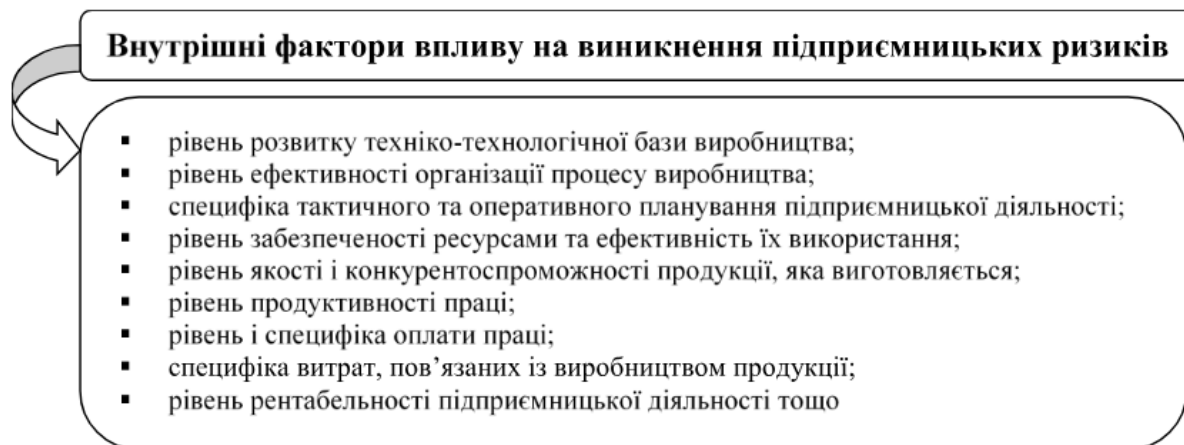 Внутрішні фактори впливу на виникнення підприємницьких ризиків
▪ рівень розвитку техніко-технологічної бази виробництва;
▪ рівень ефективності організації процесу виробництва;
▪ специфіка тактичного та оперативного планування підприємницької діяльності;
▪ рівень забезпеченості ресурсами та ефективність їх використання;
▪ рівень якості і конкурентоспроможності продукції, яка виготовляється;
▪ рівень продуктивності праці;
▪ рівень і специфіка оплати праці;
▪ специфіка витрат, пов’язаних із виробництвом продукції;
▪ рівень рентабельності підприємницької діяльності тощо